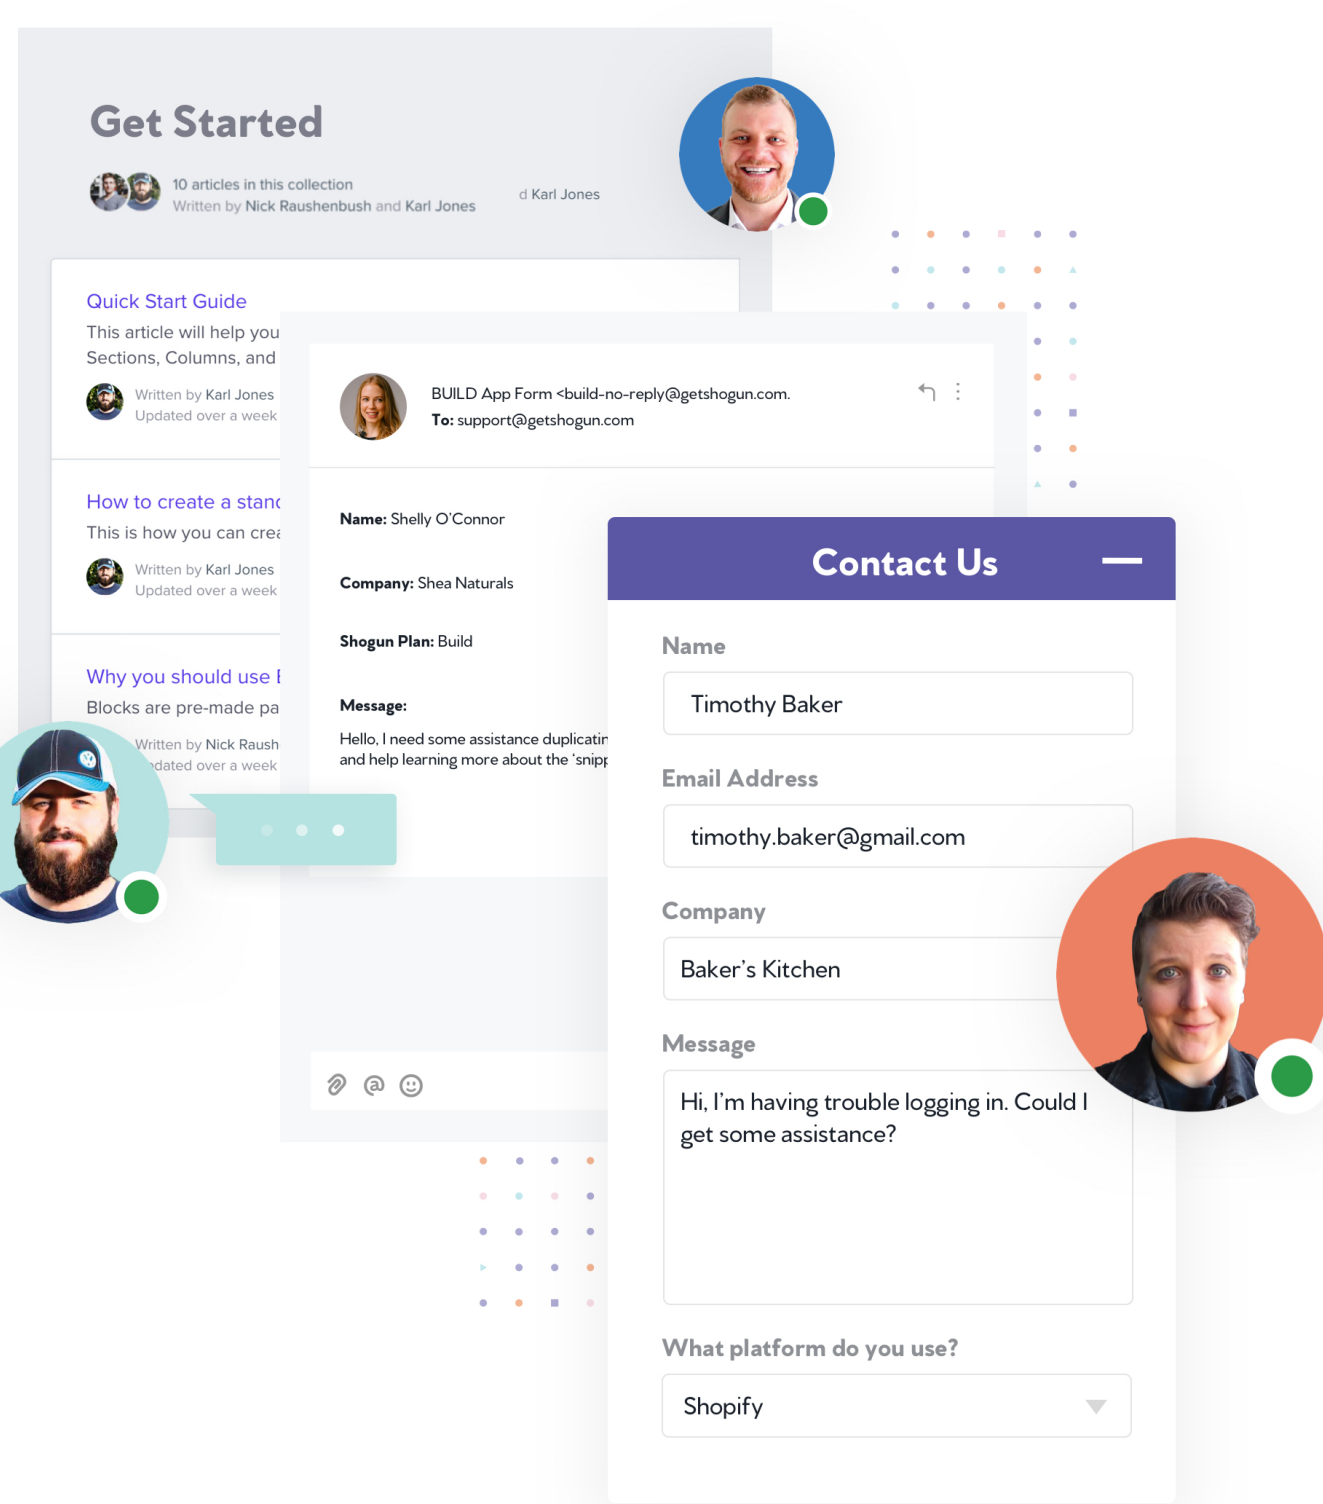 Get Started
10 articles in this collection
Written by Nick Raushenbush and Karl Jones
d Karl Jones
Quick Start Guide
This article will help you
Sections, Columns, and
Written by Karl Jones
Updated over a week
How to create a stand
This is how you can crea
Written by Karl Jones
Updated over a week
Why you should use
Blocks are pre-made pa
Written by Nick Raush
dated over a week
BUILD App Form <build-no-reply@getshogun.com.
To: support@getshogun.com
Name: Shelly O'Connor
Company: Shea Naturals
Shogun Plan: Build
Message:
Hello, I need some assistance duplicatin
and help learning more about the 'snipp
Contact Us
Name
Timothy Baker
Email Address
timothy.baker@gmail.com
Company
Baker's Kitchen
Message
Hi, I'm having trouble logging in. Could I
get some assistance?
What platform do you use?
Shopify